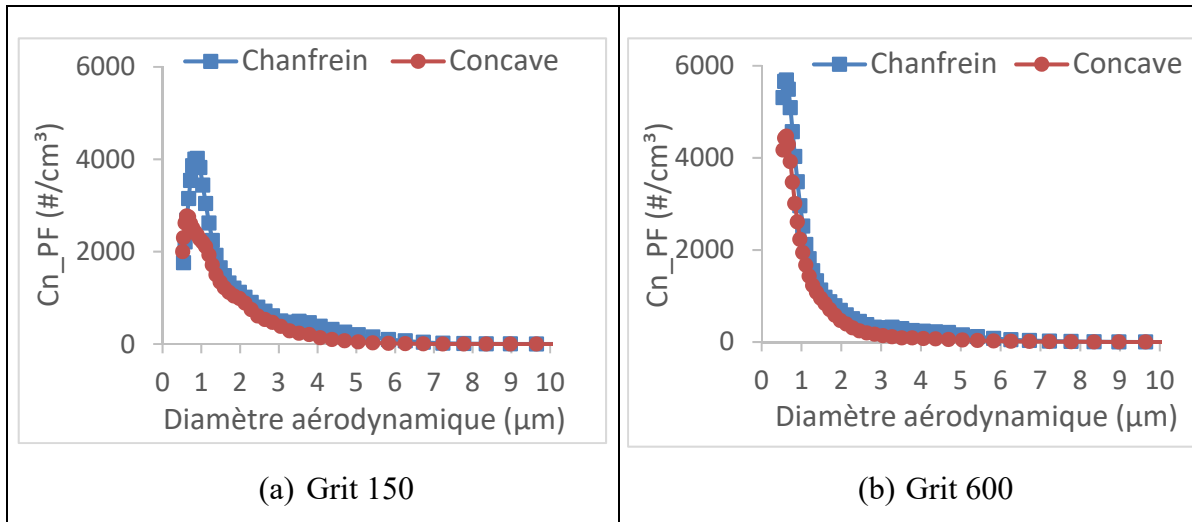 Chanfrein Concave
6000
4000
2000
0
Cn_PF (#/cm³)
0 1 2 3 4 5 6 7 8 9 10
Diamètre aérodynamique (µm)
(a) Grit 150
Chanfrein Concave
6000
4000
2000
0
Cn_PF (#/cm³)
0 1 2 3 4 5 6 7 8 9 10
Diamètre aérodynamique (µm)
(b) Grit 600